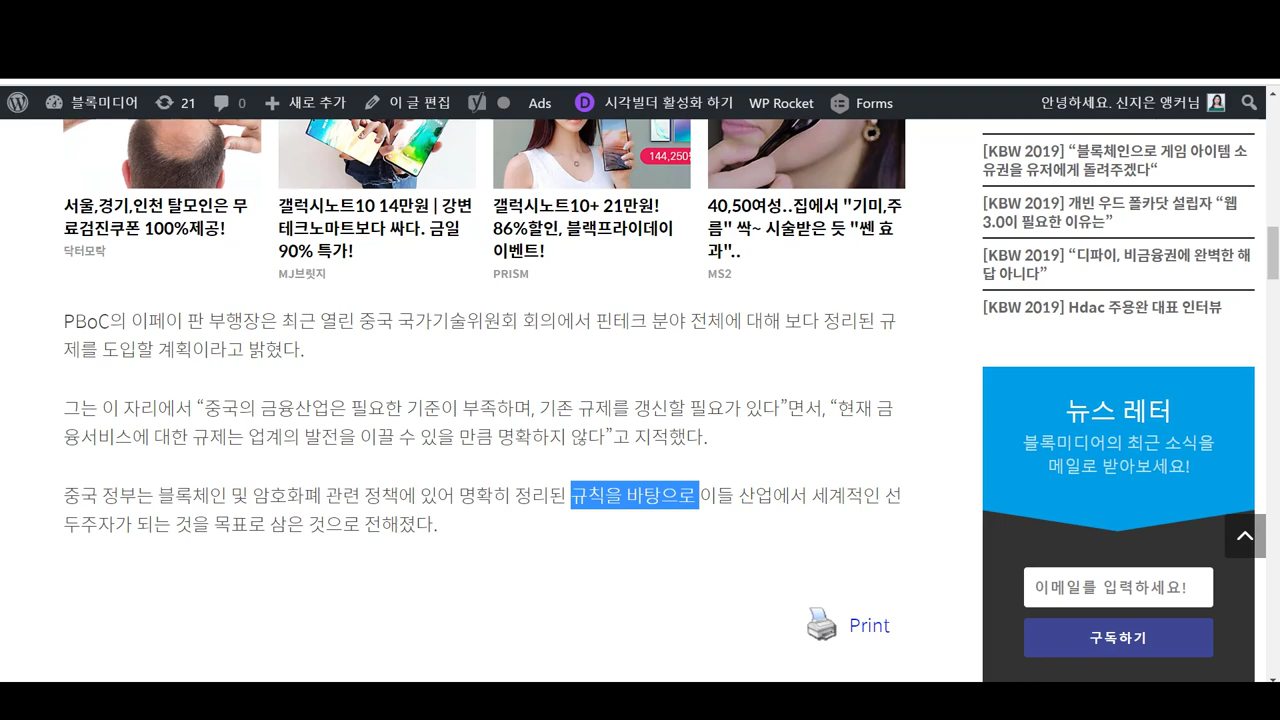 블록미디어 21 0 새로 추가 이 글 편집 Ads 시각빌더 활성화 하기 WP Rocket Forms 안녕하세요. 신지은 앵커님
144,250
서울,경기,인천 탈모인은 무
료검진쿠폰 100%제공!
닥터모락
갤럭시노트10 14만원 | 강변
테크노마트보다 싸다. 금일
90% 특가!
MJ브릿지
갤럭시노트10+ 21만원!
86%할인, 블랙프라이데이
이벤트!
PRISM
40,50여성..집에서 "기미,주
름" 싹~ 시술받은 듯 "쎈 효
과"..
MS2
PBoC의 이페이 판 부행장은 최근 열린 중국 국가기술위원회 회의에서 핀테크 분야 전체에 대해 보다 정리된 규
제를 도입할 계획이라고 밝혔다.
그는 이 자리에서 “중국의 금융산업은 필요한 기준이 부족하며, 기존 규제를 갱신할 필요가 있다”면서, “현재 금
융서비스에 대한 규제는 업계의 발전을 이끌 수 있을 만큼 명확하지 않다”고 지적했다.
중국 정부는 블록체인 및 암호화폐 관련 정책에 있어 명확히 정리된 규칙을 바탕으로 이들 산업에서 세계적인 선
두주자가 되는 것을 목표로 삼은 것으로 전해졌다.
Print
[KBW 2019] “블록체인으로 게임 아이템 소
유권을 유저에게 돌려주겠다“
[KBW 2019] 개빈 우드 폴카닷 설립자 “웹
3.0이 필요한 이유는”
[KBW 2019] “디파이, 비금융권에 완벽한 해
답 아니다”
[KBW 2019] Hdac 주용완 대표 인터뷰
뉴스 레터
블록미디어의 최근 소식을
메일로 받아보세요!
이메일를 입력하세요!
구독하기